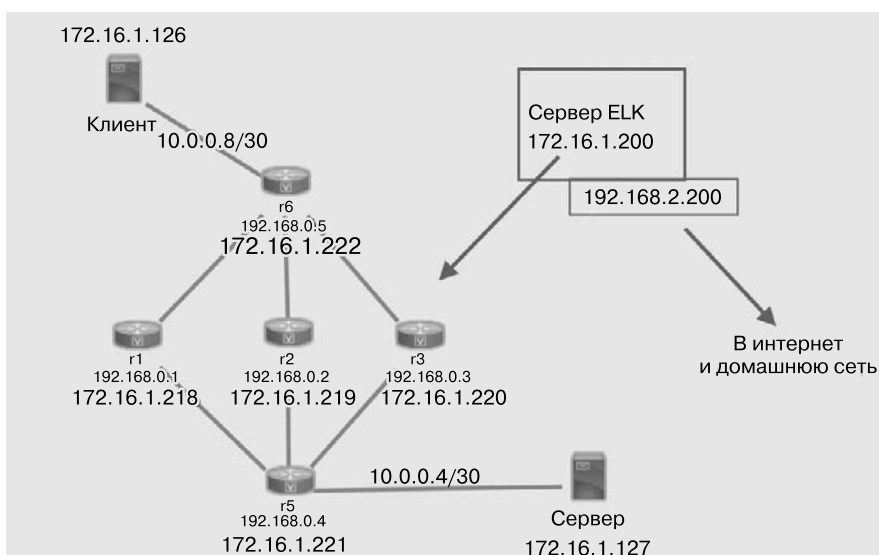 172.16.1.126
Клиент
10.0.0.8/30
r6
192.168.0.5
172.16.1.222
Сервер ELK
172.16.1.200
192.168.2.200
r1
192.168.0.1
172.16.1.218
r2
192.168.0.2
172.16.1.219
r3
192.168.0.3
172.16.1.220
В интернет
и домашнюю сеть
r5
192.168.0.4
172.16.1.221
10.0.0.4/30
Сервер
172.16.1.127